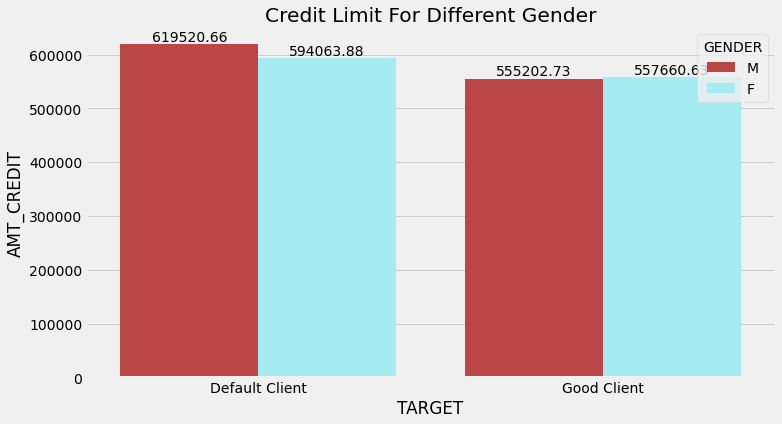 Credit Limit For Different Gender
619520.66
594063.88
555202.73
557660.63
GENDER
M
F
600000
500000
400000
300000
200000
100000
0
AMT_CREDIT
Default Client
Good Client
TARGET